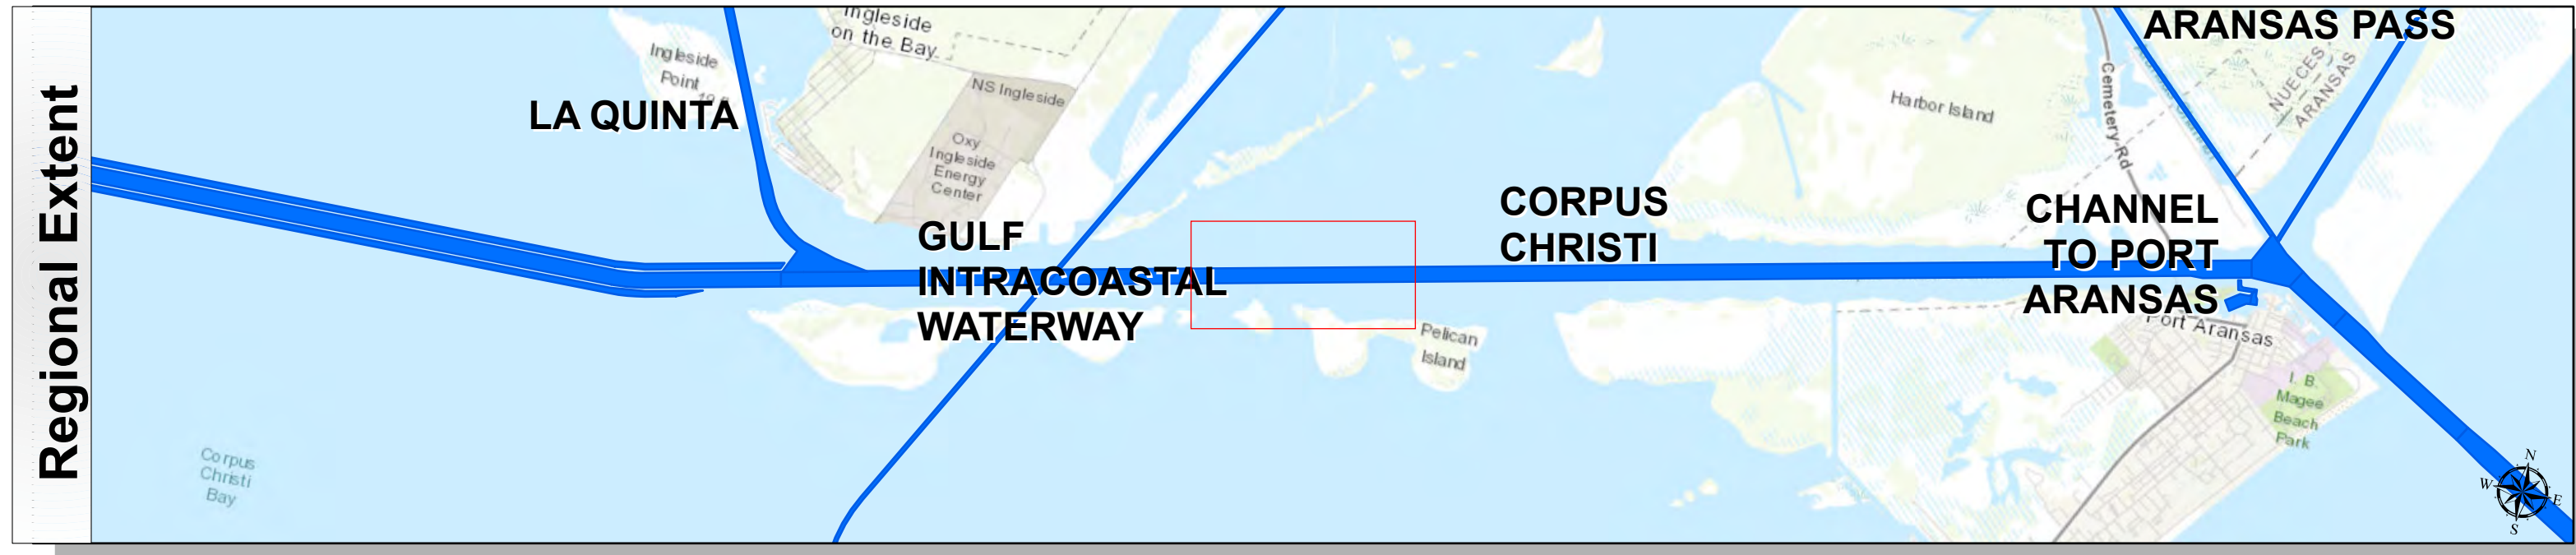 Regional Extent
Ingleside
on the Bay
Ingleside
Point
NS Ingleside
LA QUINTA
Oxy
Ingleside
Energy
Center
GULF
INTRACOASTAL
WATERWAY
CORPUS
CHRISTI
Pelican
Island
Harbor Island
Cemetery Rd
ARANSAS PASS
NUECES
ARANSAS
CHANNEL
TO PORT
ARANSAS
Port Aransas
I. B.
Magee
Beach
Park
Corpus
Christi
Bay
N
W
E
S